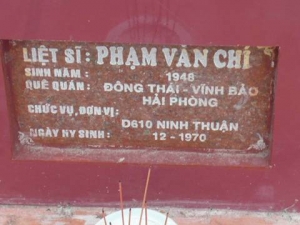 LIỆT SĨ : PHẠM VĂN CHÍ
SINH NĂM : 1948
QUÊ QUÁN : ĐÔNG THÁI - VĨNH BẢO
HẢI PHÒNG
CHỨC VỤ, ĐƠN VỊ :
D610 NINH THUẬN
NGÀY HY SINH : 12 - 1970